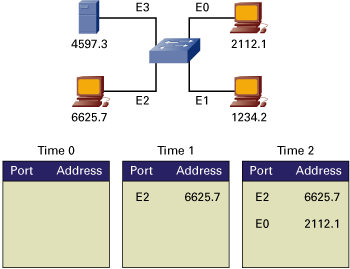 E3 E0
4597.3 2112.1
6625.7 E2 E1 1234.2
Time 0 Time 1 Time 2
Port Address Port Address Port Address
E2 6625.7 E2 6625.7
E0 2112.1